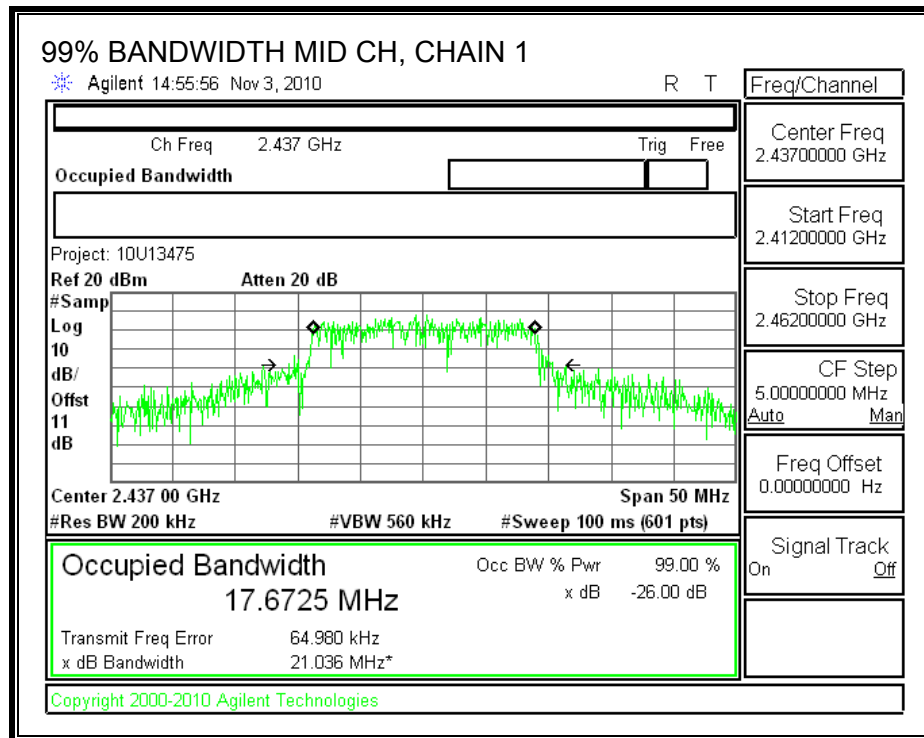 99% BANDWIDTH MID CH, CHAIN 1
Agilent 14:55:56 Nov 3, 2010 R T
Freq/Channel
Ch Freq 2.437 GHz Trig Free
Occupied Bandwidth
Center Freq
2.43700000 GHz
Start Freq
2.41200000 GHz
Stop Freq
2.46200000 GHz
CF Step
5.00000000 MHz
Auto Man
Freq Offset
0.00000000 Hz
Signal Track
On Off
Project: 10U13475
Ref 20 dBm Atten 20 dB
#Samp
Log
10
dB/
Offst
11
dB
Center 2.437 00 GHz Span 50 MHz
#Res BW 200 kHz #VBW 560 kHz #Sweep 100 ms (601 pts)
Occupied Bandwidth
17.6725 MHz
Occ BW % Pwr 99.00 %
x dB -26.00 dB
Transmit Freq Error 64.980 kHz
x dB Bandwidth 21.036 MHz*
Copyright 2000-2010 Agilent Technologies